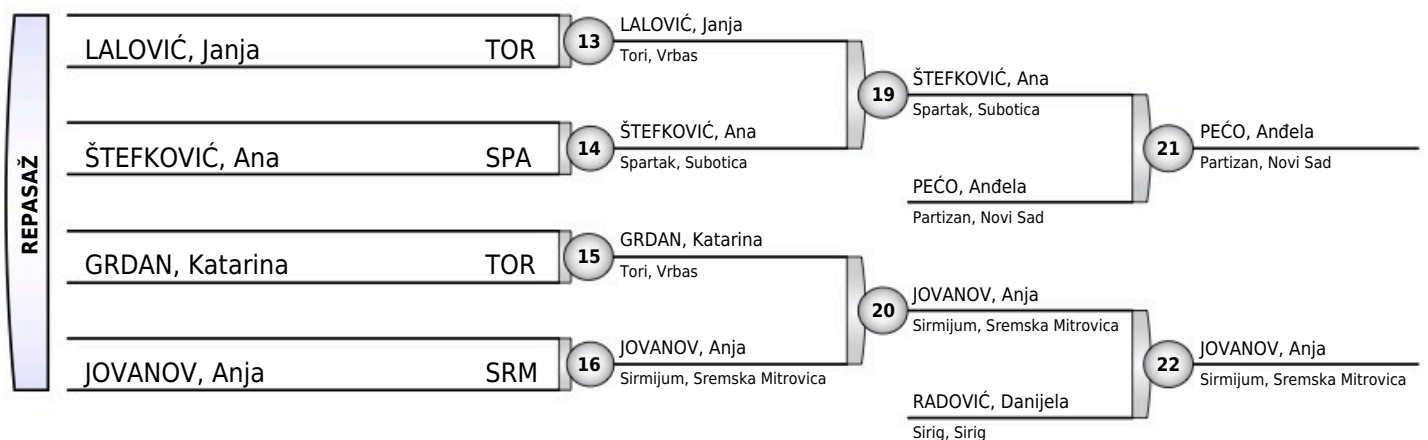 REPASAŽ
LALOVIĆ, Janja TOR
ŠTEFKOVIĆ, Ana SPA
GRDAN, Katarina TOR
JOVANOV, Anja SRM
13
LALOVIĆ, Janja
Tori, Vrbas
14
ŠTEFKOVIĆ, Ana
Spartak, Subotica
15
GRDAN, Katarina
Tori, Vrbas
16
JOVANOV, Anja
Sirmijum, Sremska Mitrovica
19
ŠTEFKOVIĆ, Ana
Spartak, Subotica
PEĆO, Anđela
Partizan, Novi Sad
20
JOVANOV, Anja
Sirmijum, Sremska Mitrovica
RADOVIĆ, Danijela
Sirig, Sirig
21
PEĆO, Anđela
Partizan, Novi Sad
22
JOVANOV, Anja
Sirmijum, Sremska Mitrovica